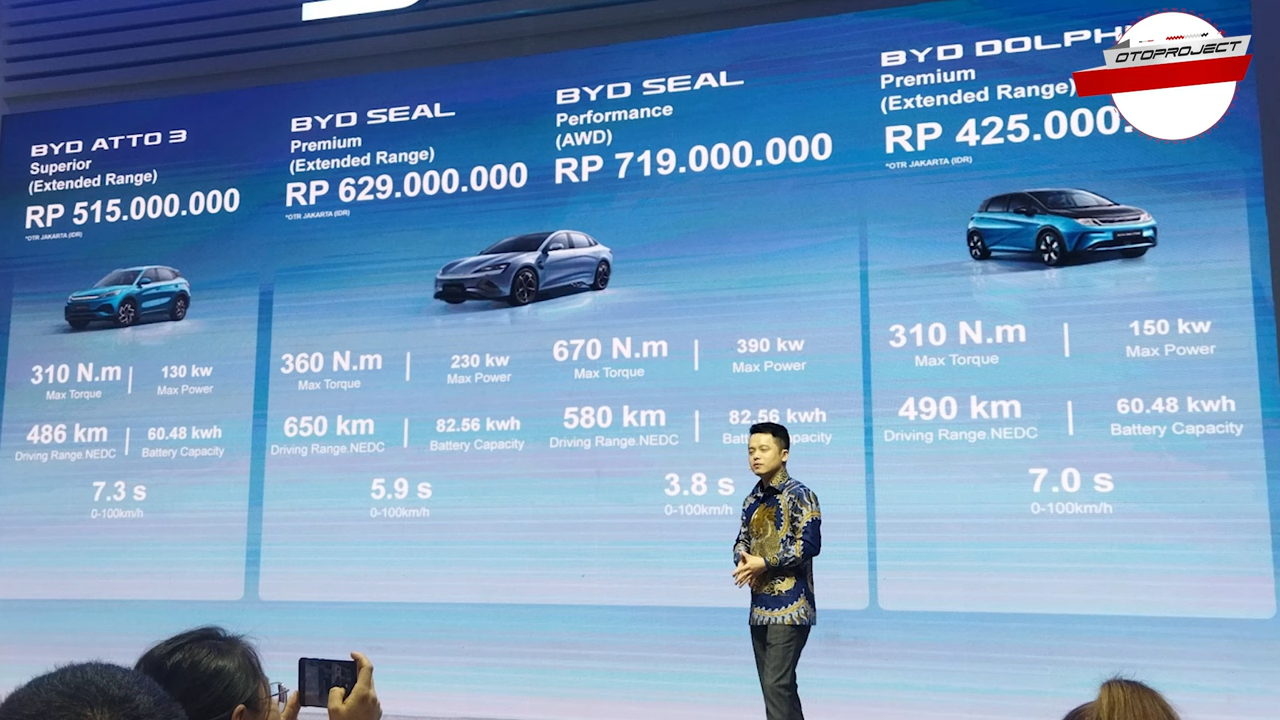 BYD ATTO 3
Superior
(Extended Range)
RP 515.000.000
*OTR JAKARTA (IDR)
310 N.m
Max Torque
130 kw
Max Power
486 km
Driving Range.NEDC
60.48 kwh
Battery Capacity
7.3 s
0-100km/h
BYD SEAL
Premium
(Extended Range)
RP 629.000.000
*OTR JAKARTA (IDR)
360 N.m
Max Torque
230 kw
Max Power
650 km
Driving Range.NEDC
82.56 kwh
Battery Capacity
5.9 s
0-100km/h
BYD SEAL
Performance
(AWD)
RP 719.000.000
670 N.m
Max Torque
390 kw
Max Power
580 km
Driving Range.NEDC
82.56 kwh
Capacity
3.8 s
0-100km/h
BYD
Premium
(Extended Range)
RP 425.000.
*OTR JAKARTA (IDR)
310 N.m
Max Torque
150 kw
Max Power
490 km
Driving Range.NEDC
60.48 kwh
Battery Capacity
7.0 s
0-100km/h
OTOPROJECT